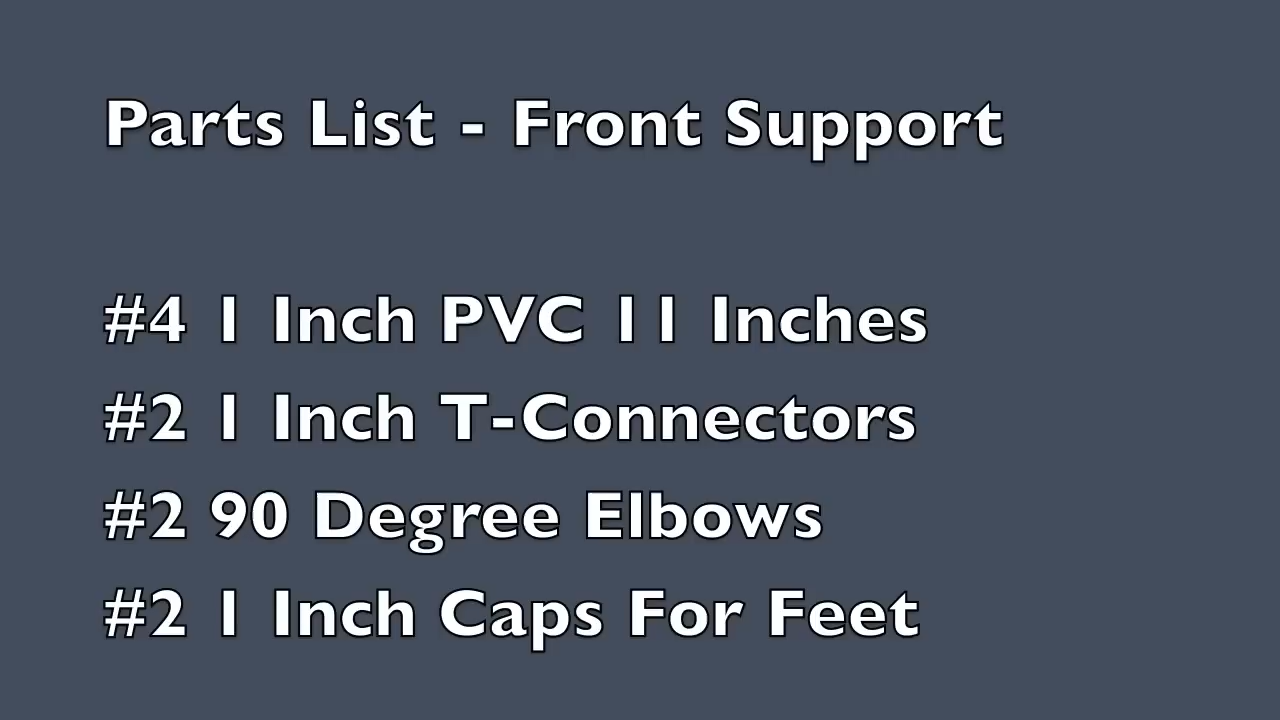 Parts List - Front Support
#4 1 Inch PVC 11 Inches
#2 1 Inch T-Connectors
#2 90 Degree Elbows
#2 1 Inch Caps For Feet